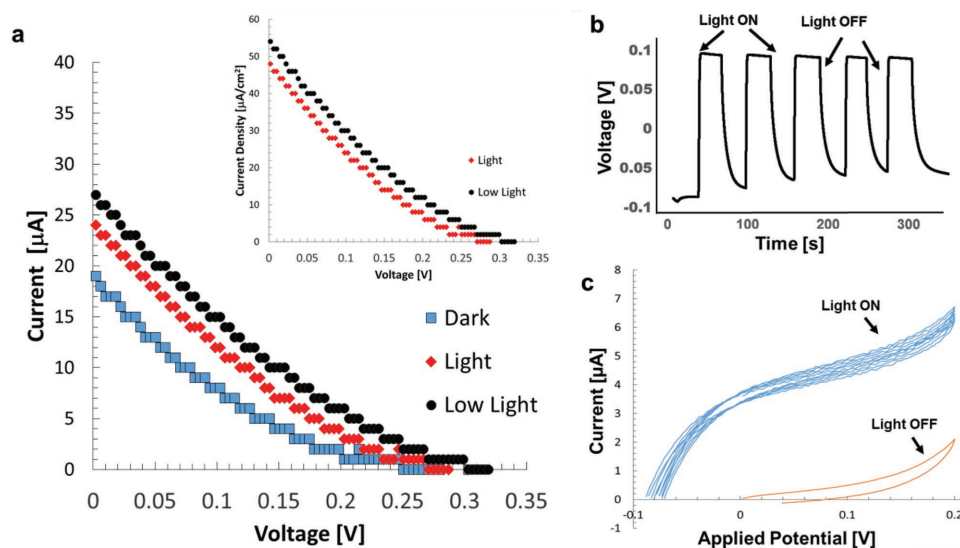 a
Current [µA]
40
35
30
25
20
15
10
5
0
0
0.05
0.1
0.15
0.2
0.25
0.3
0.35
Voltage [V]
Dark
Light
Low Light
Current Density [µA/cm²]
60
50
40
30
20
10
0
0
0.05
0.1
0.15
0.2
0.25
0.3
0.35
Voltage [V]
Light
Low Light
b
Light ON
Light OFF
Voltage [V]
0.1
0.05
0
0.05
-0.1
0
100
200
300
Time [s]
c
Current [µA]
8
7
6
5
4
3
2
1
0
-1
-0.1
0
0.1
0.2
Applied Potential [V]
Light ON
Light OFF